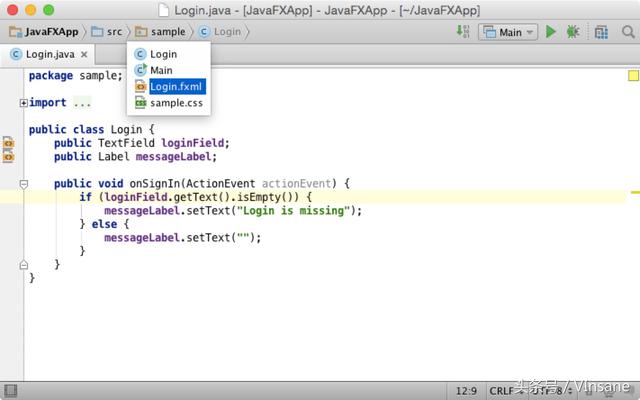 Login.java - [JavaFXApp] - JavaFXApp - [~/JavaFXApp]
JavaFXApp src sample Login Main
Login.java
Login
Main
Login.fxml
sample.css
package sample;
import ...
public class Login {
public TextField loginField;
public Label messageLabel;
public void onSignIn(ActionEvent actionEvent) {
if (loginField.getText().isEmpty()) {
messageLabel.setText("Login is missing");
} else {
messageLabel.setText("");
}
}
}
12:9 CRLF UTF-8
头条号 / VInsane